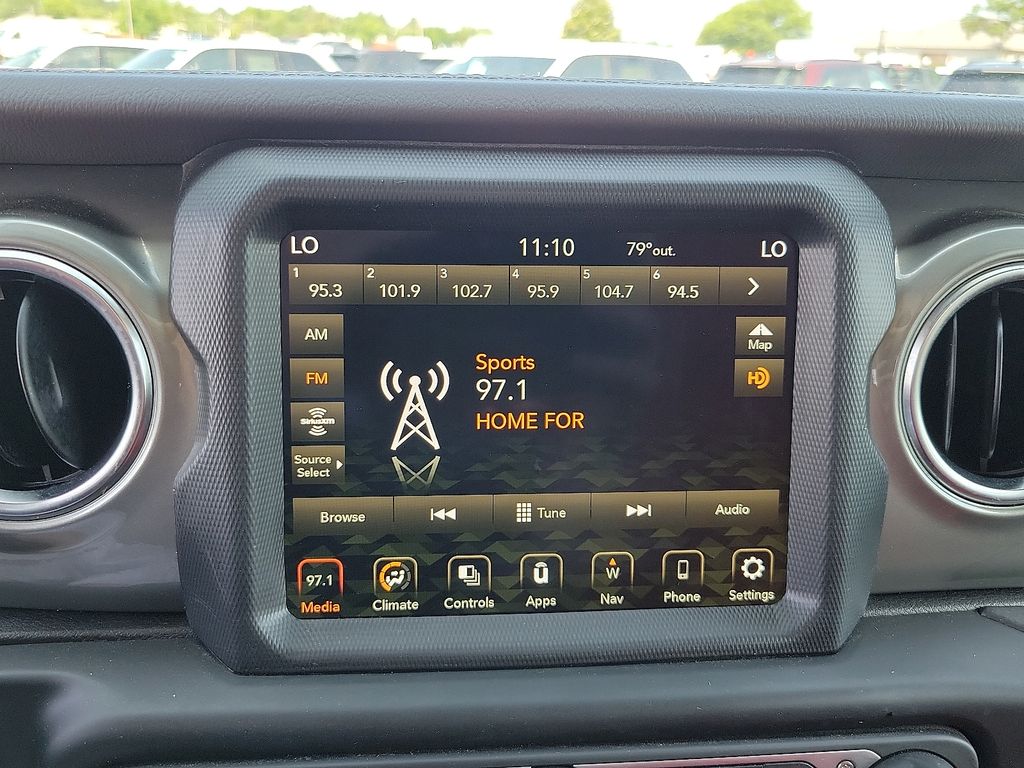 LO 11:10 79°out. LO
1 95.3 2 101.9 3 102.7 4 95.9 5 104.7 6 94.5
AM
FM
SiriusXM
Source
Select
Sports
97.1
HOME FOR
Map
HD
Browse Tune Audio
97.1 W
Media Climate Controls Apps Nav Phone Settings